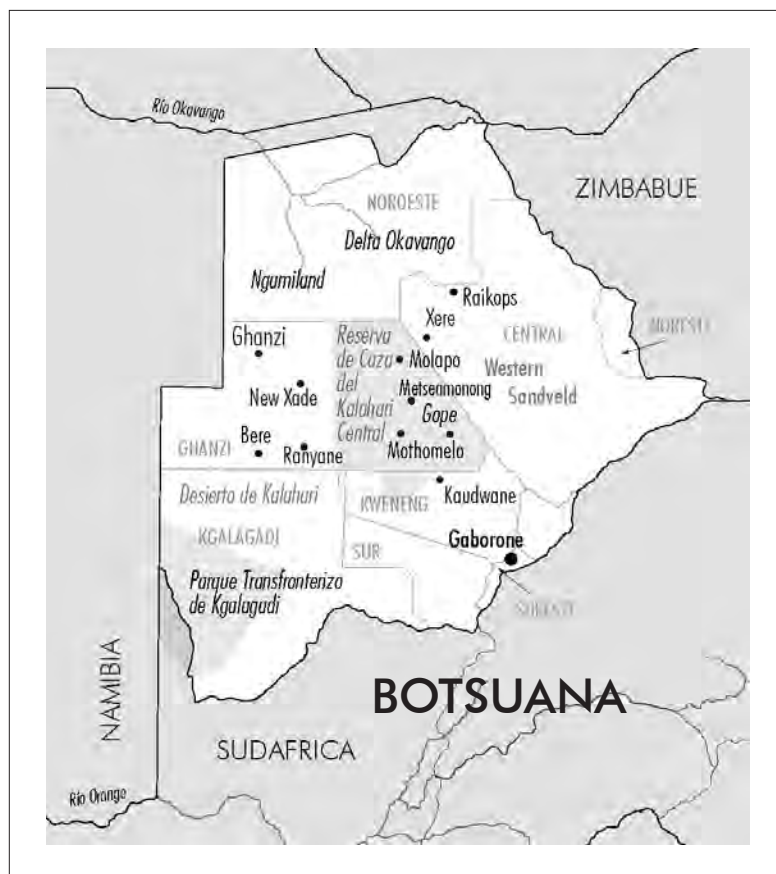 Río Okavango
ZIMBABUE
NOROESTE
Delta Okavango
Ngamiland
Raikops
Xere
CENTRAL
NORESTE
Ghanzi
Reserva
de Caza
del
Kalahari
Central
Molapo
Western
Sandveld
New Xade
Metsenmonong
Gope
Bere
GHANZI
Ranyane
Mothomelo
Desierto de Kalahari
KWENENG
Kaudwane
KGALAGADI
SUR
Gaborone
Parque Transfronterizo
de Kgalagadi
SURESTE
NAMIBIA
BOTSUANA
SUDAFRICA
Río Orange